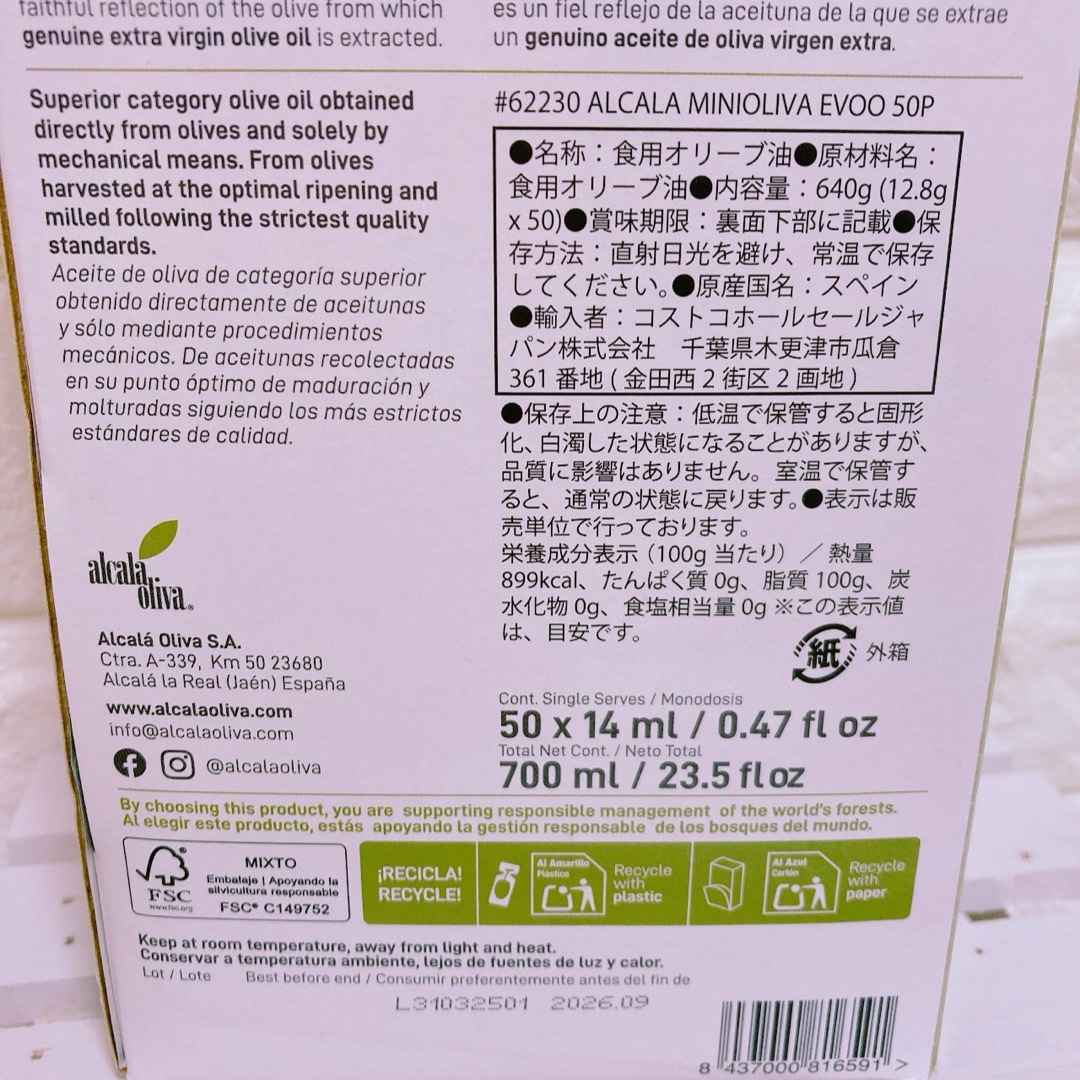 faithful reflection of the olive from which
genuine extra virgin olive oil is extracted.
es un fiel reflejo de la aceituna de la que se extrae
un genuino aceite de oliva virgen extra.
Superior category olive oil obtained
directly from olives and solely by
mechanical means. From olives
harvested at the optimal ripening and
milled following the strictest quality
standards.
Aceite de oliva de categoría superior
obtenido directamente de aceitunas
y sólo mediante procedimientos
mecánicos. De aceitunas recolectadas
en su punto óptimo de maduración y
molturadas siguiendo los más estrictos
estándares de calidad.
#62230 ALCALA MINIOLIVA EVOO 50P
●名称：食用オリーブ油●原材料名：
食用オリーブ油●内容量：640g (12.8g
x 50)●賞味期限：裏面下部に記載●保
存方法：直射日光を避け、常温で保存
してください。●原産国名：スペイン
●輸入者：コストコホールセールジャ
パン株式会社　千葉県木更津市瓜倉
361 番地 ( 金田西 2 街区 2 画地 )
●保存上の注意：低温で保管すると固形
化、白濁した状態になることがありますが、
品質に影響はありません。室温で保管す
ると、通常の状態に戻ります。●表示は販
売単位で行っております。
栄養成分表示（100g 当たり）／熱量
899kcal、たんぱく質 0g、脂質 100g、炭
水化物 0g、食塩相当量 0g ※この表示値
は、目安です。
紙 外箱
alcala
oliva®
Alcalá Oliva S.A.
Ctra. A-339, Km 50 23680
Alcalá la Real (Jaén) España
www.alcalaoliva.com
info@alcalaoliva.com
@alcalaoliva
Cont. Single Serves / Monodosis
50 x 14 ml / 0.47 fl oz
Total Net Cont. / Neto Total
700 ml / 23.5 fl oz
By choosing this product, you are supporting responsible management of the world's forests.
Al elegir este producto, estás apoyando la gestión responsable de los bosques del mundo.
FSC
www.fsc.org
MIXTO
Embalaje | Apoyando la
silvicultura responsable
FSC® C149752
¡RECICLA!
RECYCLE!
Al Amarillo
Plástico
Recycle
with
plastic
Al Azul
Cartón
Recycle
with
paper
Keep at room temperature, away from light and heat.
Conservar a temperatura ambiente, lejos de fuentes de luz y calor.
Lot / Lote Best before end / Consumir preferentemente antes del fin de
L31032501 2026.09
8 437000 816591 >